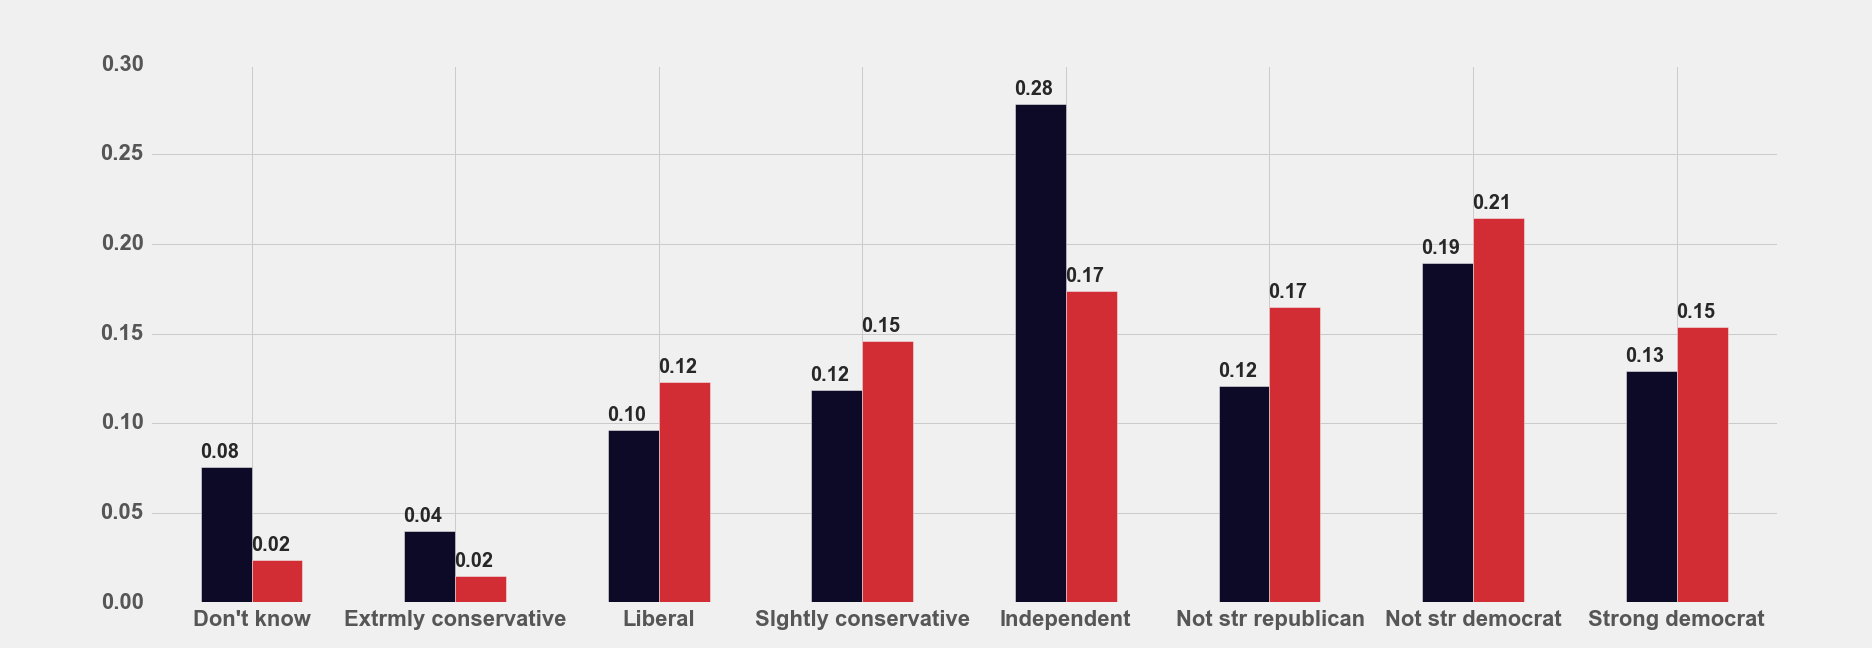 0.30
0.25
0.20
0.15
0.10
0.05
0.00
0.08
0.02
0.04
0.02
0.10
0.12
0.12
0.15
0.28
0.17
0.12
0.17
0.19
0.21
0.13
0.15
Don't know
Extrmly conservative
Liberal
Slghtly conservative
Independent
Not str republican
Not str democrat
Strong democrat